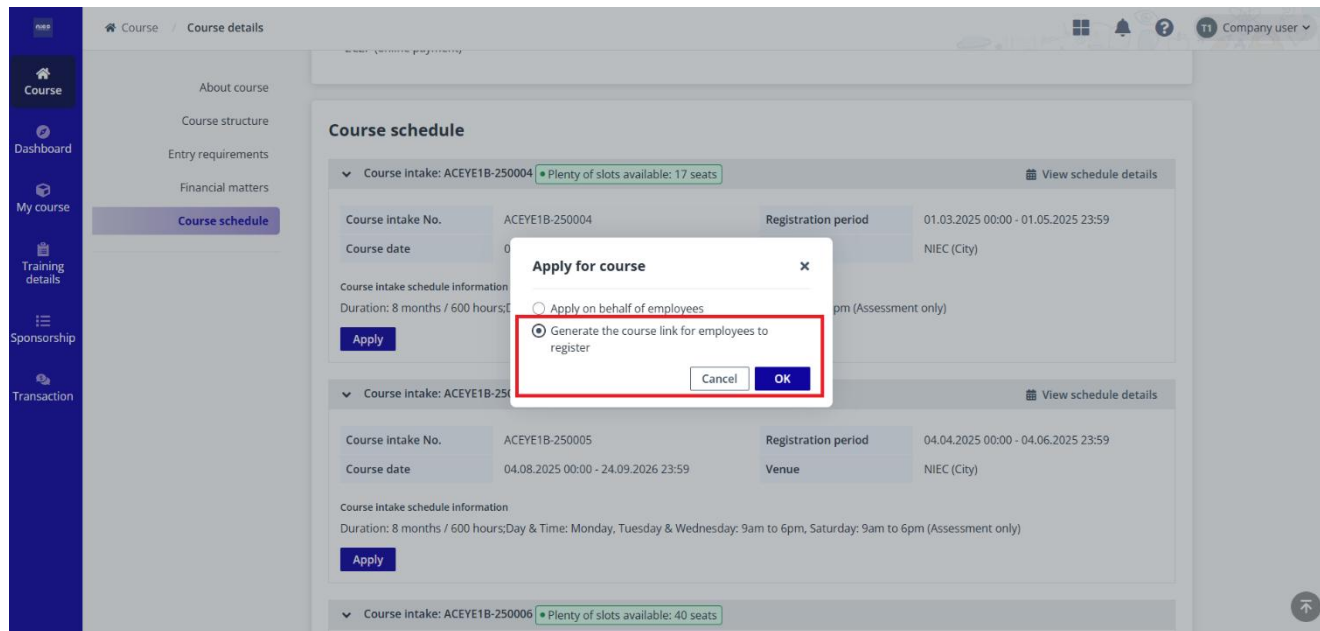 niec
Course / Course details
T1 Company user
Course
Dashboard
My course
Training
details
Sponsorship
Transaction
About course
Course structure
Entry requirements
Financial matters
Course schedule
Course schedule
Course intake: ACEYE1B-250004 • Plenty of slots available: 17 seats View schedule details
Course intake No. ACEYE1B-250004 Registration period 01.03.2025 00:00 - 01.05.2025 23:59
Course date 0 NIEC (City)
Course intake schedule information
Duration: 8 months / 600 hours; pm (Assessment only)
Apply
Apply for course ×
Apply on behalf of employees
Generate the course link for employees to
register
Cancel OK
Course intake: ACEYE1B-250 View schedule details
Course intake No. ACEYE1B-250005 Registration period 04.04.2025 00:00 - 04.06.2025 23:59
Course date 04.08.2025 00:00 - 24.09.2026 23:59 Venue NIEC (City)
Course intake schedule information
Duration: 8 months / 600 hours;Day & Time: Monday, Tuesday & Wednesday: 9am to 6pm, Saturday: 9am to 6pm (Assessment only)
Apply
Course intake: ACEYE1B-250006 • Plenty of slots available: 40 seats